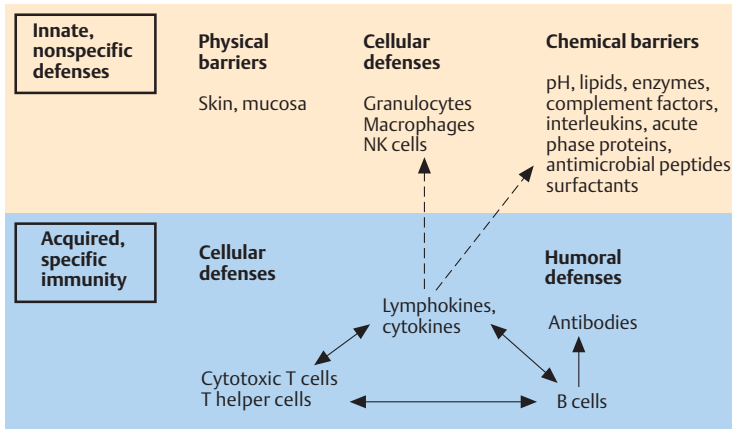 Innate,
nonspecific
defenses
Physical
barriers
Skin, mucosa
Cellular
defenses
Granulocytes
Macrophages
NK cells
Chemical barriers
pH, lipids, enzymes,
complement factors,
interleukins, acute
phase proteins,
antimicrobial peptides
surfactants
Acquired,
specific
immunity
Cellular
defenses
Humoral
defenses
Lymphokines,
cytokines
Antibodies
Cytotoxic T cells
T helper cells
B cells